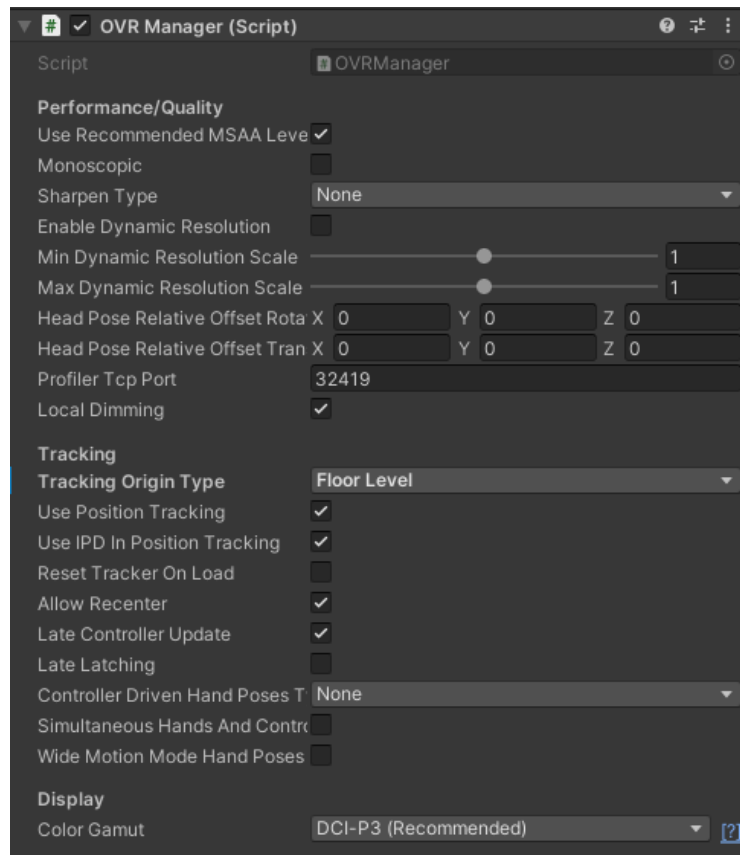 # OVR Manager (Script)
Script # OVRManager
Performance/Quality
Use Recommended MSAA Leve
Monoscopic
Sharpen Type None
Enable Dynamic Resolution
Min Dynamic Resolution Scale 1
Max Dynamic Resolution Scale 1
Head Pose Relative Offset Rota X 0 Y 0 Z 0
Head Pose Relative Offset Tran X 0 Y 0 Z 0
Profiler Tcp Port 32419
Local Dimming
Tracking
Tracking Origin Type Floor Level
Use Position Tracking
Use IPD In Position Tracking
Reset Tracker On Load
Allow Recenter
Late Controller Update
Late Latching
Controller Driven Hand Poses T None
Simultaneous Hands And Contro
Wide Motion Mode Hand Poses
Display
Color Gamut DCI-P3 (Recommended) [?]